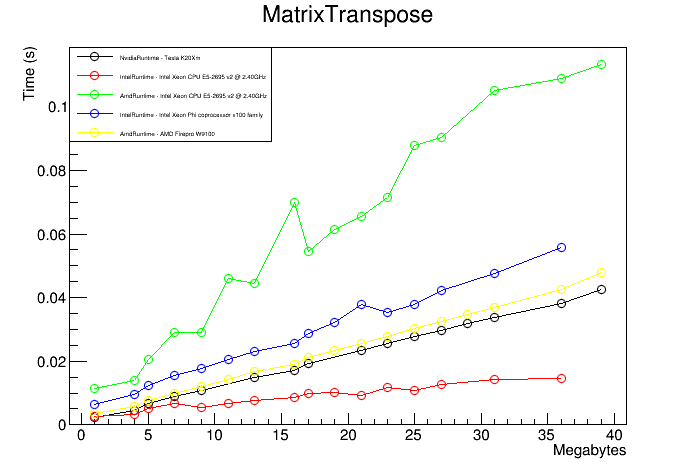 MatrixTranspose
Time (s)
NvidiaRuntime - Tesla K20Xm
IntelRuntime - Intel Xeon CPU E5-2695 v2 @ 2.40GHz
AmdRuntime - Intel Xeon CPU E5-2695 v2 @ 2.40GHz
IntelRuntime - Intel Xeon Phi coprocessor x100 family
AmdRuntime - AMD Firepro W9100
0.1
0.08
0.06
0.04
0.02
0
0 5 10 15 20 25 30 35 40
Megabytes